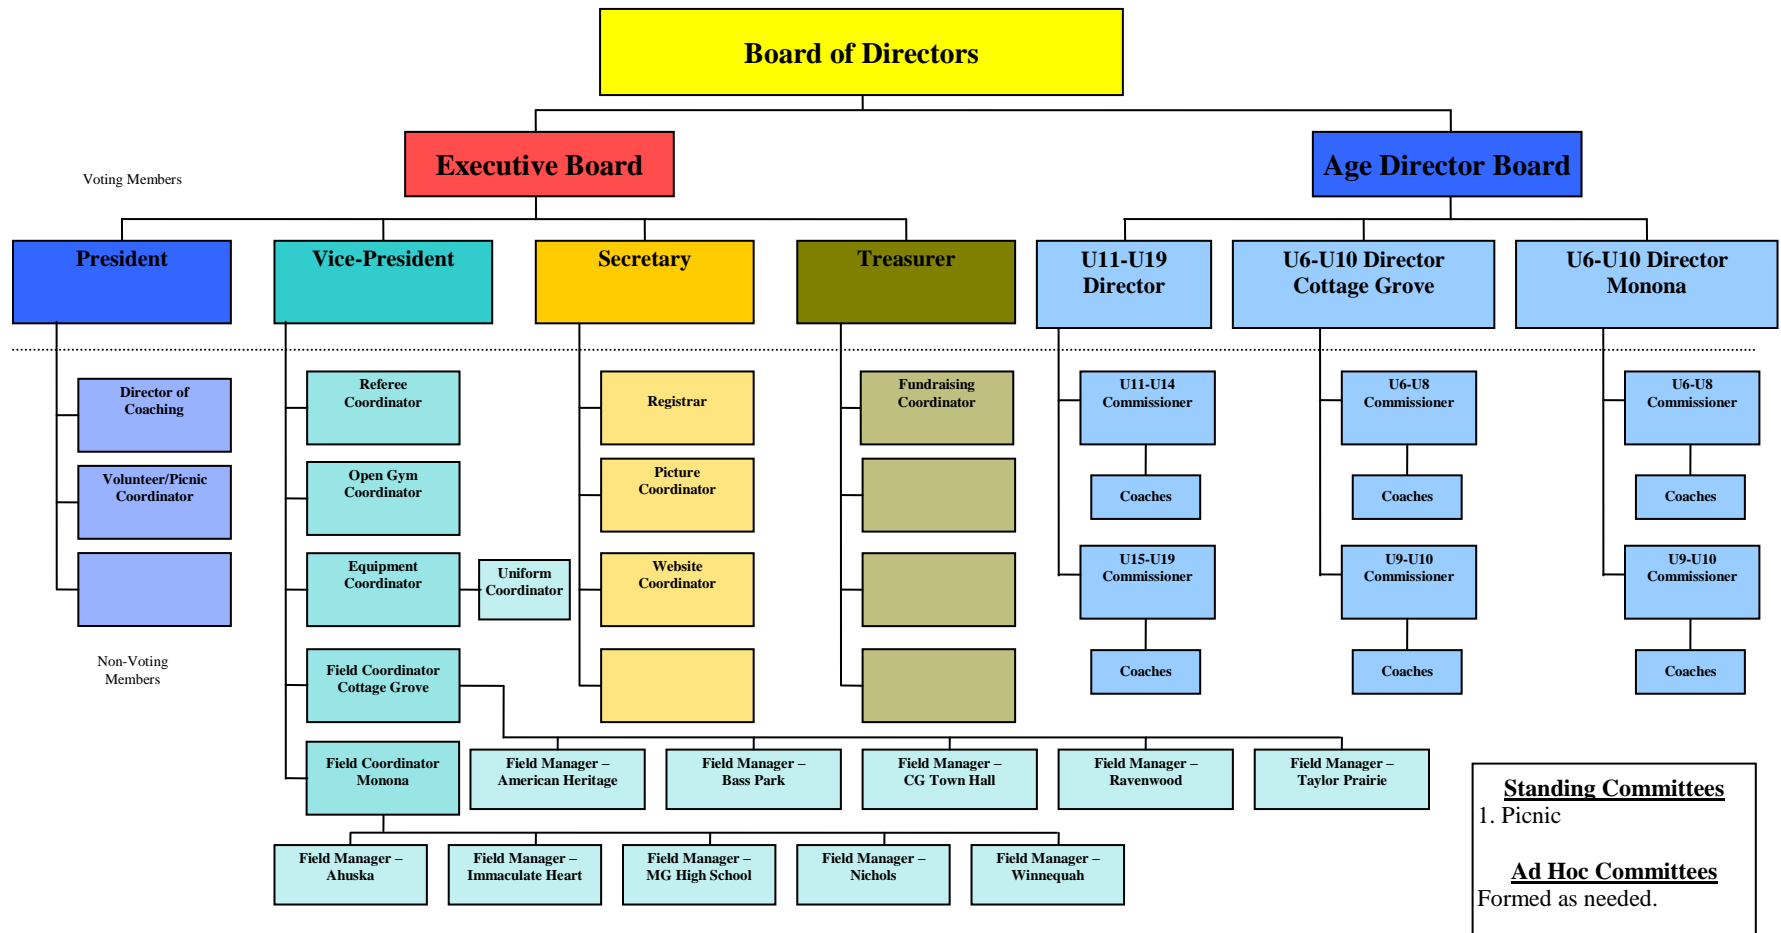 Board of Directors
Executive Board
Age Director Board
Voting Members
President
Vice-President
Secretary
Treasurer
U11-U19
Director
U6-U10 Director
Cottage Grove
U6-U10 Director
Monona
Director of
Coaching
Referee
Coordinator
Registrar
Fundraising
Coordinator
U11-U14
Commissioner
U6-U8
Commissioner
U6-U8
Commissioner
Volunteer/Picnic
Coordinator
Open Gym
Coordinator
Picture
Coordinator
Coaches
Coaches
Coaches
Equipment
Coordinator
Uniform
Coordinator
Website
Coordinator
U15-U19
Commissioner
U9-U10
Commissioner
U9-U10
Commissioner
Non-Voting
Members
Field Coordinator
Cottage Grove
Coaches
Coaches
Coaches
Field Coordinator
Monona
Field Manager –
American Heritage
Field Manager –
Bass Park
Field Manager –
CG Town Hall
Field Manager –
Ravenwood
Field Manager –
Taylor Prairie
Field Manager –
Ahuska
Field Manager –
Immaculate Heart
Field Manager –
MG High School
Field Manager –
Nichols
Field Manager –
Winnequah
Standing Committees
1. Picnic
Ad Hoc Committees
Formed as needed.